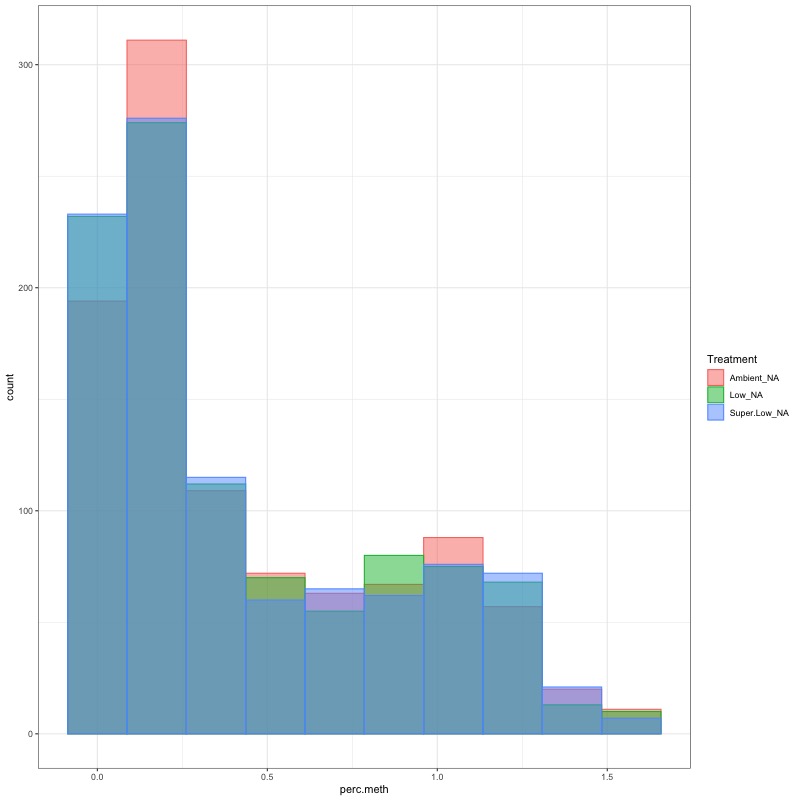 300
200
100
0
count
0.0 0.5 1.0 1.5
perc.meth
Treatment
Ambient_NA
Low_NA
Super.Low_NA